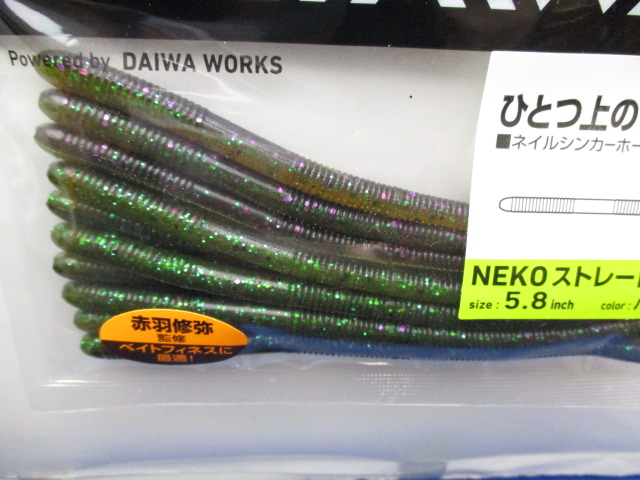 Powered by DAIWA WORKS
ひとつ上の
■ネイルシンカーホー
NEKOストレート
size : 5.8 inch color :
赤羽修弥
監修
ベイトフィネスに
最適！